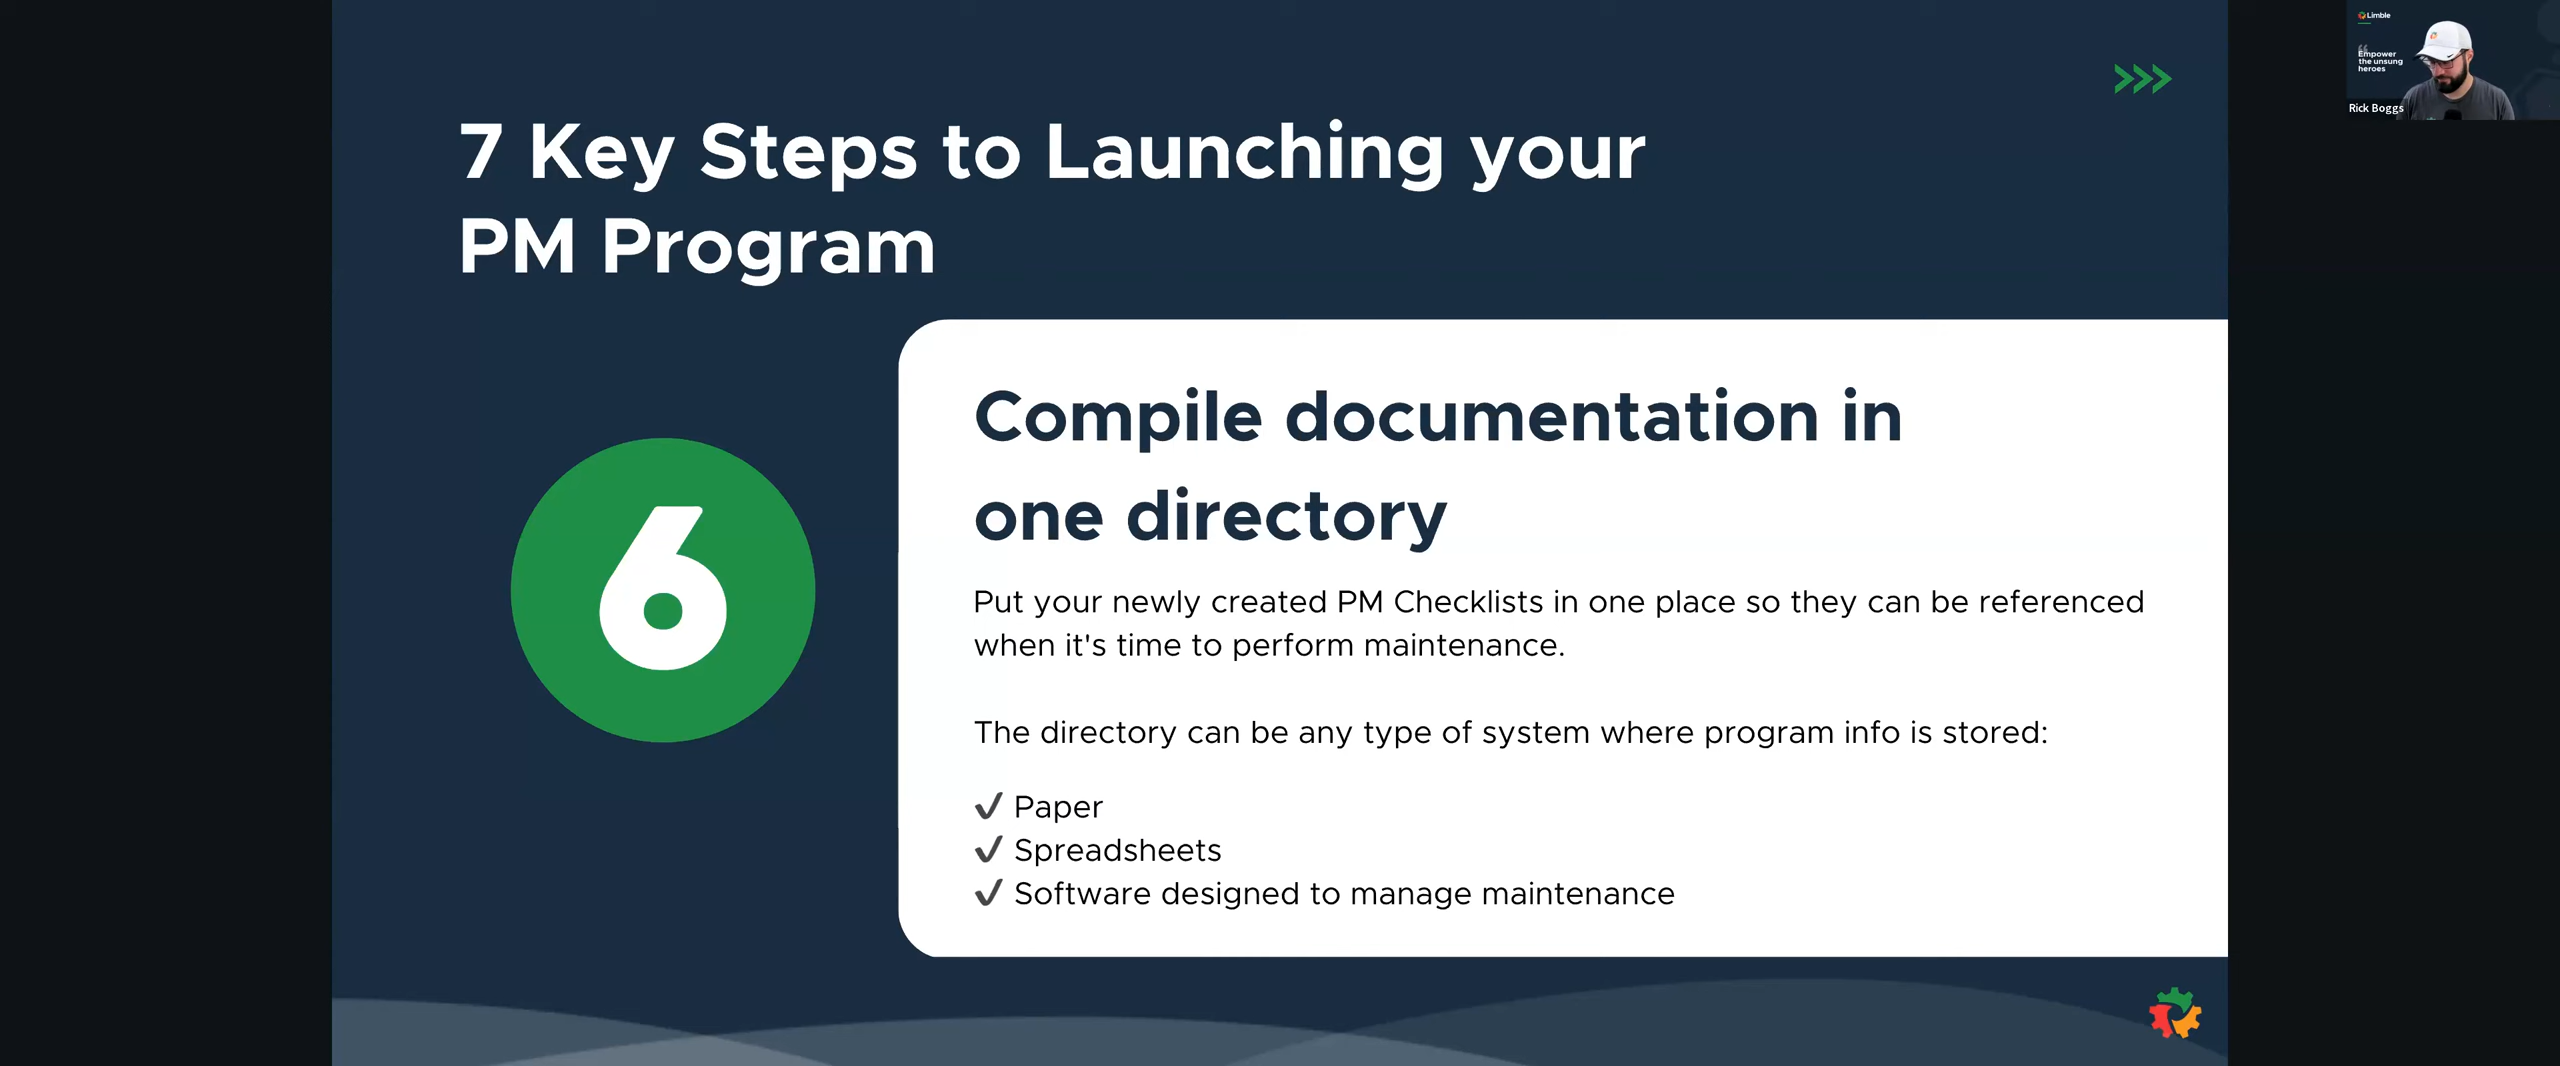 7 Key Steps to Launching your
PM Program
6
Compile documentation in
one directory
Put your newly created PM Checklists in one place so they can be referenced
when it's time to perform maintenance.
The directory can be any type of system where program info is stored:
✓ Paper
✓ Spreadsheets
✓ Software designed to manage maintenance
Limble
“
Empower
the unsung
heroes
Rick Boggs